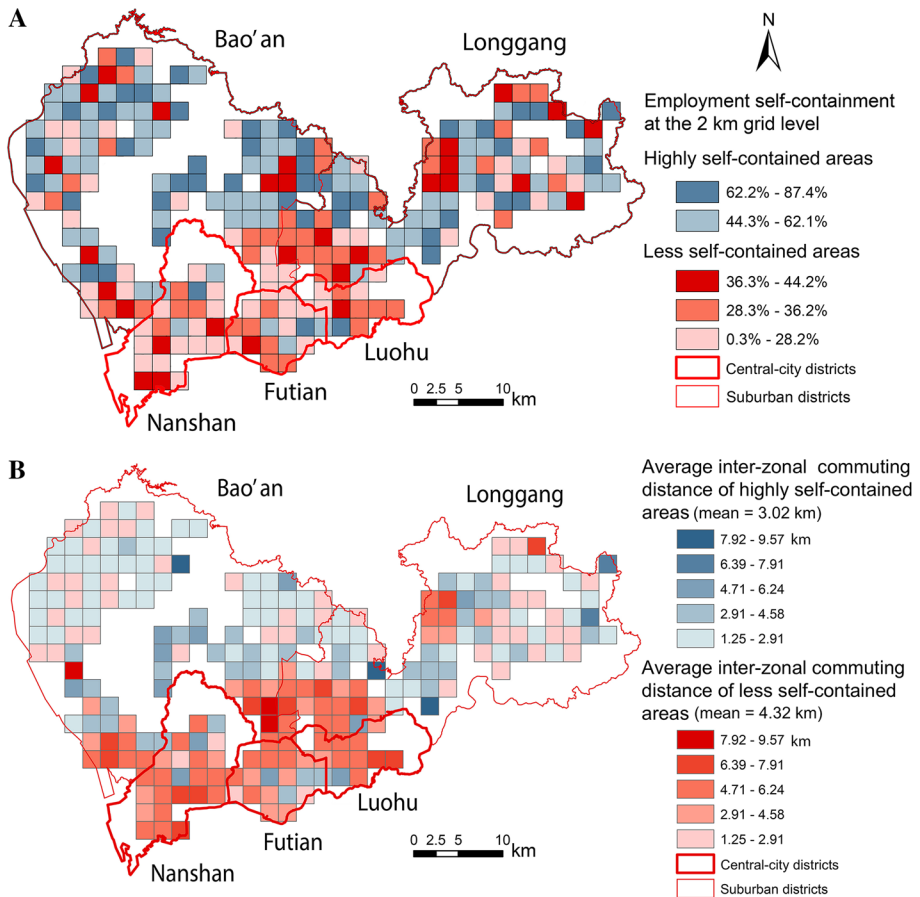 A
Bao' an
Longgang
N
Employment self-containment
at the 2 km grid level
Highly self-contained areas
62.2% - 87.4%
44.3% - 62.1%
Less self-contained areas
36.3% - 44.2%
28.3% - 36.2%
0.3% - 28.2%
Central-city districts
Suburban districts
Luohu
Futian
Nanshan
0 2.5 5 10
km
B
Bao' an
Longgang
Average inter-zonal commuting
distance of highly self-contained
areas (mean = 3.02 km)
7.92 - 9.57 km
6.39 - 7.91
4.71 - 6.24
2.91 - 4.58
1.25 - 2.91
Average inter-zonal commuting
distance of less self-contained
areas (mean = 4.32 km)
7.92 - 9.57 km
6.39 - 7.91
4.71 - 6.24
2.91 - 4.58
1.25 - 2.91
Central-city districts
Suburban districts
Luohu
Futian
Nanshan
0 2.5 5 10
km